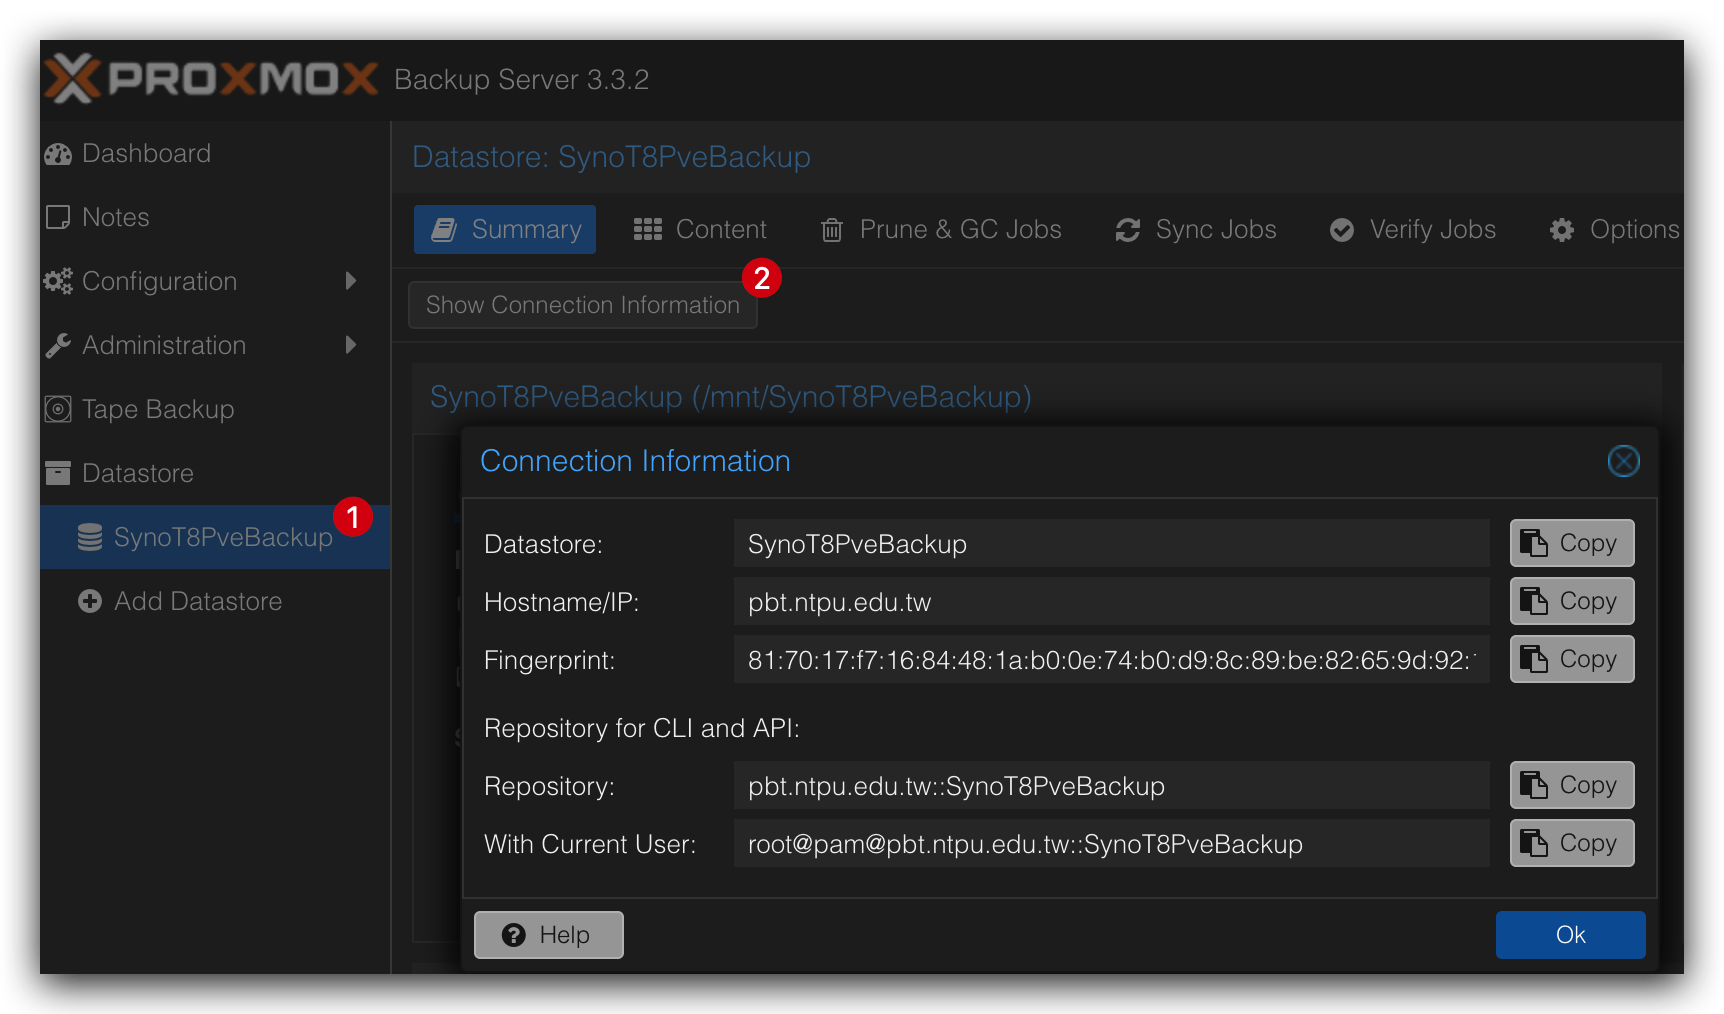 PROXMOX Backup Server 3.3.2
Dashboard
Notes
Configuration
Administration
Tape Backup
Datastore
SynoT8PveBackup 1
Add Datastore
Datastore: SynoT8PveBackup
Summary Content Prune & GC Jobs Sync Jobs Verify Jobs Options
Show Connection Information 2
SynoT8PveBackup (/mnt/SynoT8PveBackup)
Connection Information
Datastore: SynoT8PveBackup Copy
Hostname/IP: pbt.ntpu.edu.tw Copy
Fingerprint: 81:70:17:f7:16:84:48:1a:b0:0e:74:b0:d9:8c:89:be:82:65:9d:92: Copy
Repository for CLI and API:
Repository: pbt.ntpu.edu.tw::SynoT8PveBackup Copy
With Current User: root@pam@pbt.ntpu.edu.tw::SynoT8PveBackup Copy
Help Ok